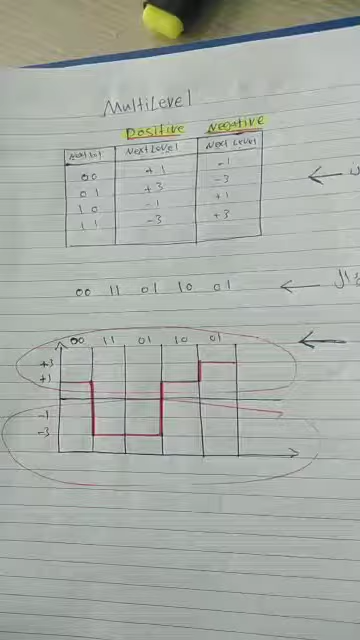 MultiLevel
Positive Negative
Next Level Next Level
00 +1 -1
01 +3 -3
10 -1 +1
11 -3 +3
00 11 01 10 01
00 11 01 10 01
+3
+1
-1
-3